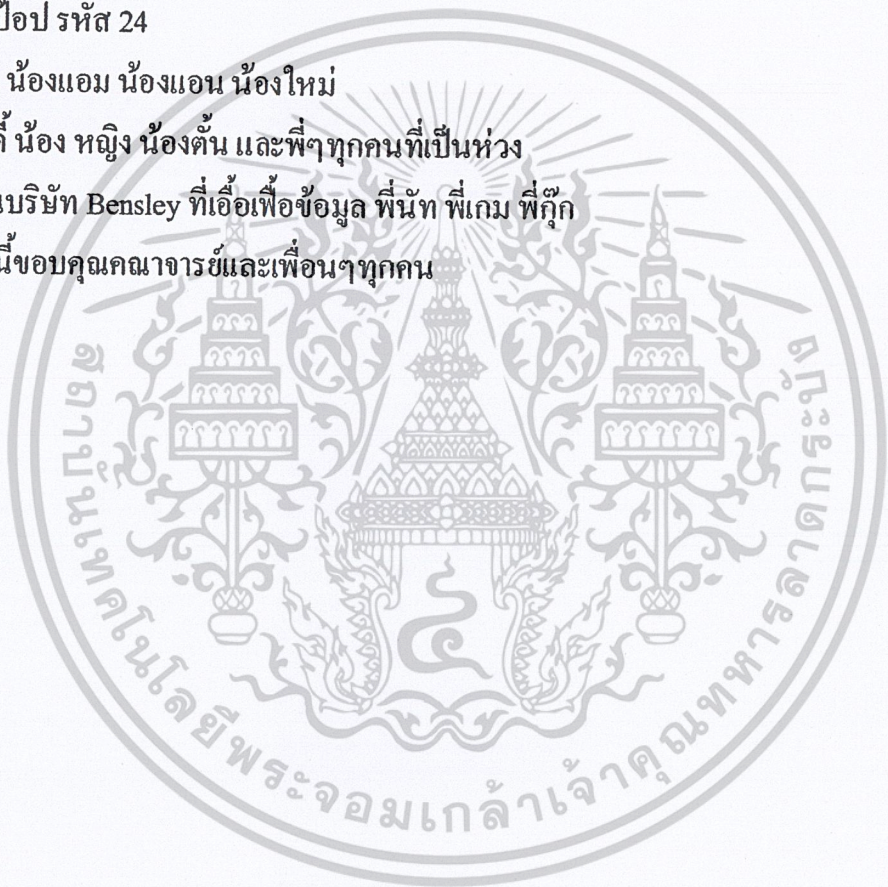 ป๊อป รหัส 24
น้องแอม น้องแอน น้องใหม่
น้อง หญิง น้องตั้น และพี่ๆทุกคนที่เป็นห่วง
บริษัท Bensley ที่เอื้อเฟื้อข้อมูล พี่นัท พี่เกม พี่กุ๊ก
นี้ขอบคุณคณาจารย์และเพื่อนๆทุกคน
สถาบันเทคโนโลยีพระจอมเกล้าเจ้าคุณทหารลาดกระบัง